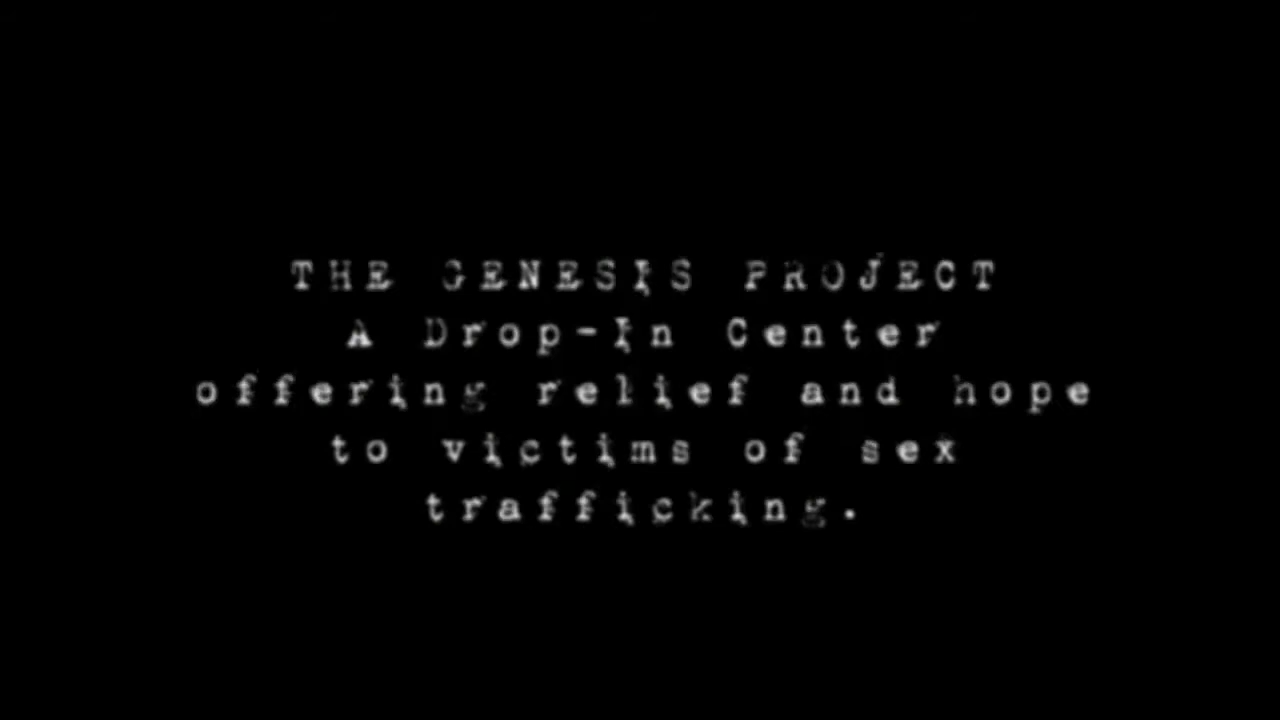 THE GENESIS PROJECT
A Drop-In Center
offering relief and hope
to victims of sex
trafficking.